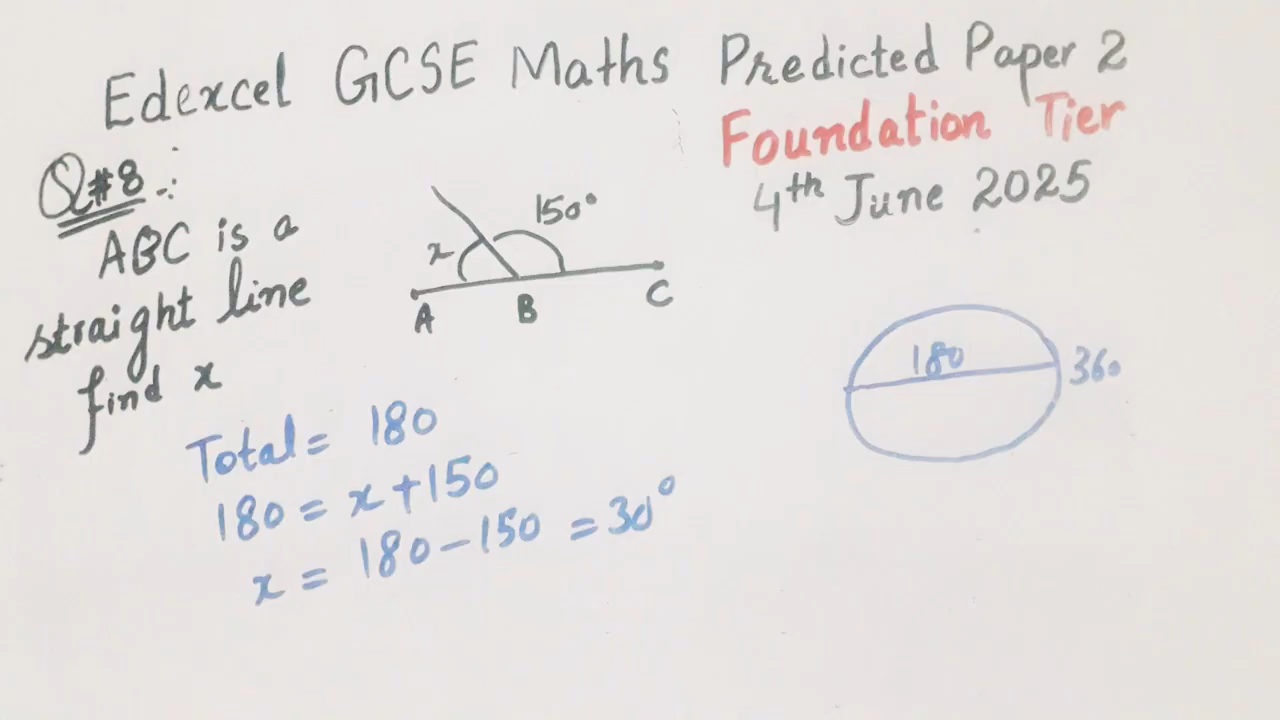 Edexcel GCSE Maths Predicted Paper 2
Foundation Tier
4th June 2025
Q#8 -:
ABC is a
straight line
find x
x
150°
A
B
C
180
360
Total = 180
180 = x + 150
x = 180 - 150 = 30°